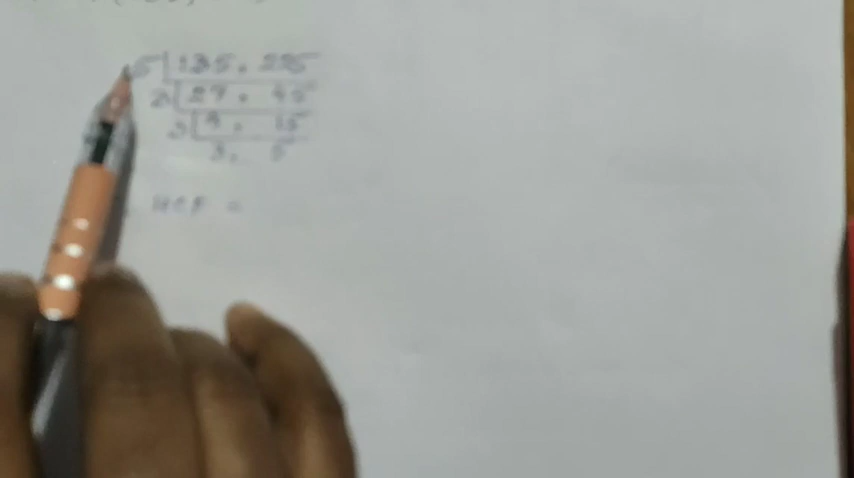 5 | 135, 225
3 | 27, 45
3 | 9, 15
3, 5
HCF =